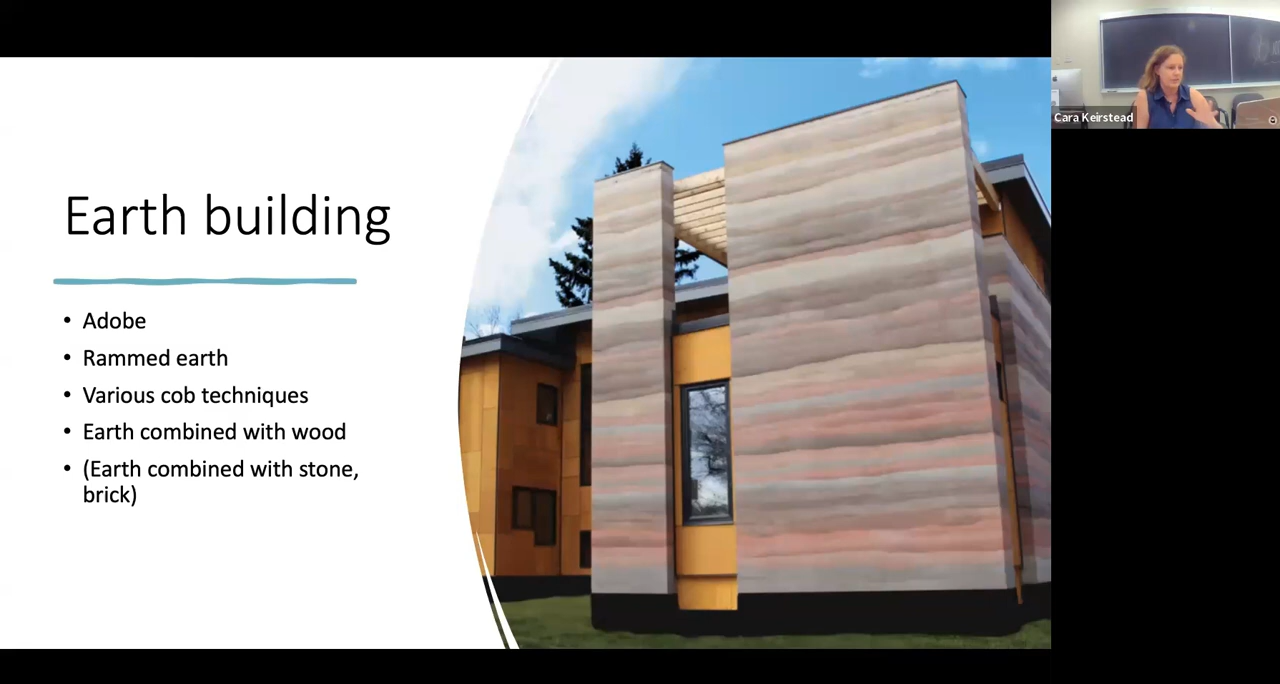 Earth building
• Adobe
• Rammed earth
• Various cob techniques
• Earth combined with wood
• (Earth combined with stone,
brick)
Cara Keirstead